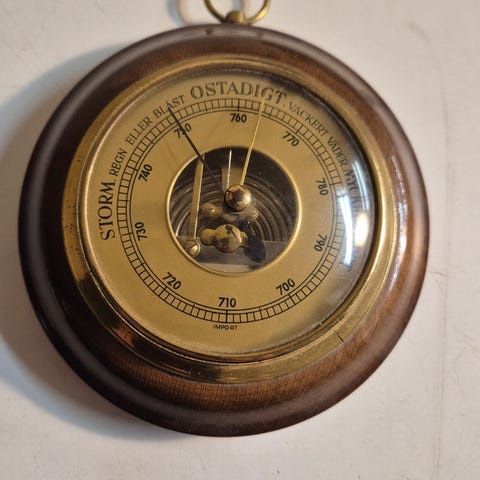 STORM REGN ELLER BLÅST OSTADIGT VACKERT VÄDER
720 730 740 750 760 770 780 790 700 710
IMPORT